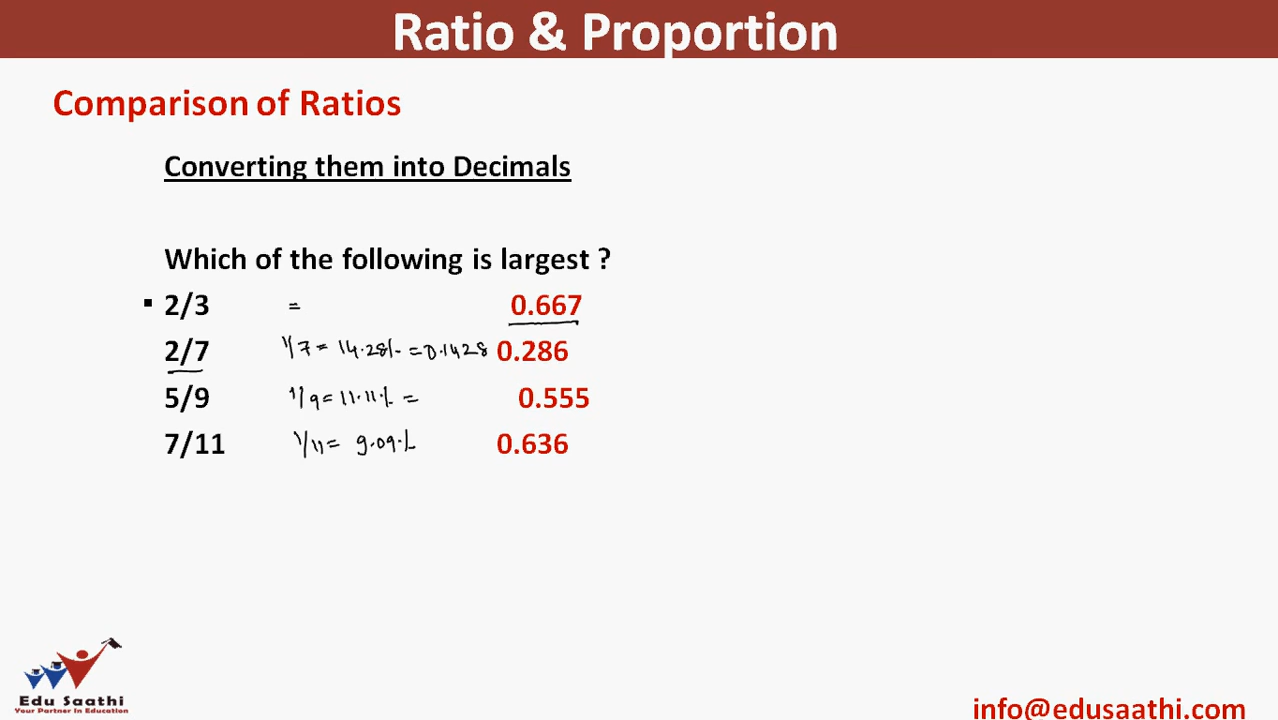 Ratio & Proportion
Comparison of Ratios
Converting them into Decimals
Which of the following is largest ?
▪ 2/3 = 0.667
2/7 1/7 = 14.28% = 0.1428 0.286
5/9 1/9 = 11.11% = 0.555
7/11 1/11 = 9.09% 0.636
Edu Saathi
Your Partner In Education
info@edusaathi.com